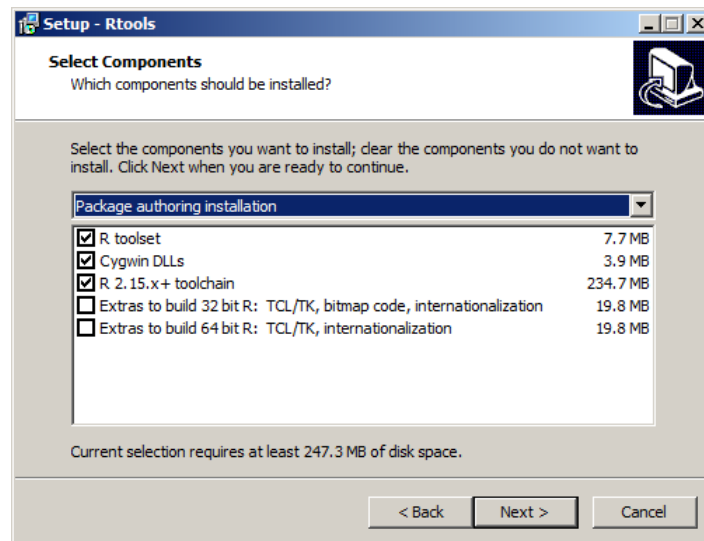 Setup - Rtools
Select Components
Which components should be installed?
Select the components you want to install; clear the components you do not want to
install. Click Next when you are ready to continue.
Package authoring installation
R toolset 7.7 MB
Cygwin DLLs 3.9 MB
R 2.15.x+ toolchain 234.7 MB
Extras to build 32 bit R: TCL/TK, bitmap code, internationalization 19.8 MB
Extras to build 64 bit R: TCL/TK, internationalization 19.8 MB
Current selection requires at least 247.3 MB of disk space.
< Back Next > Cancel